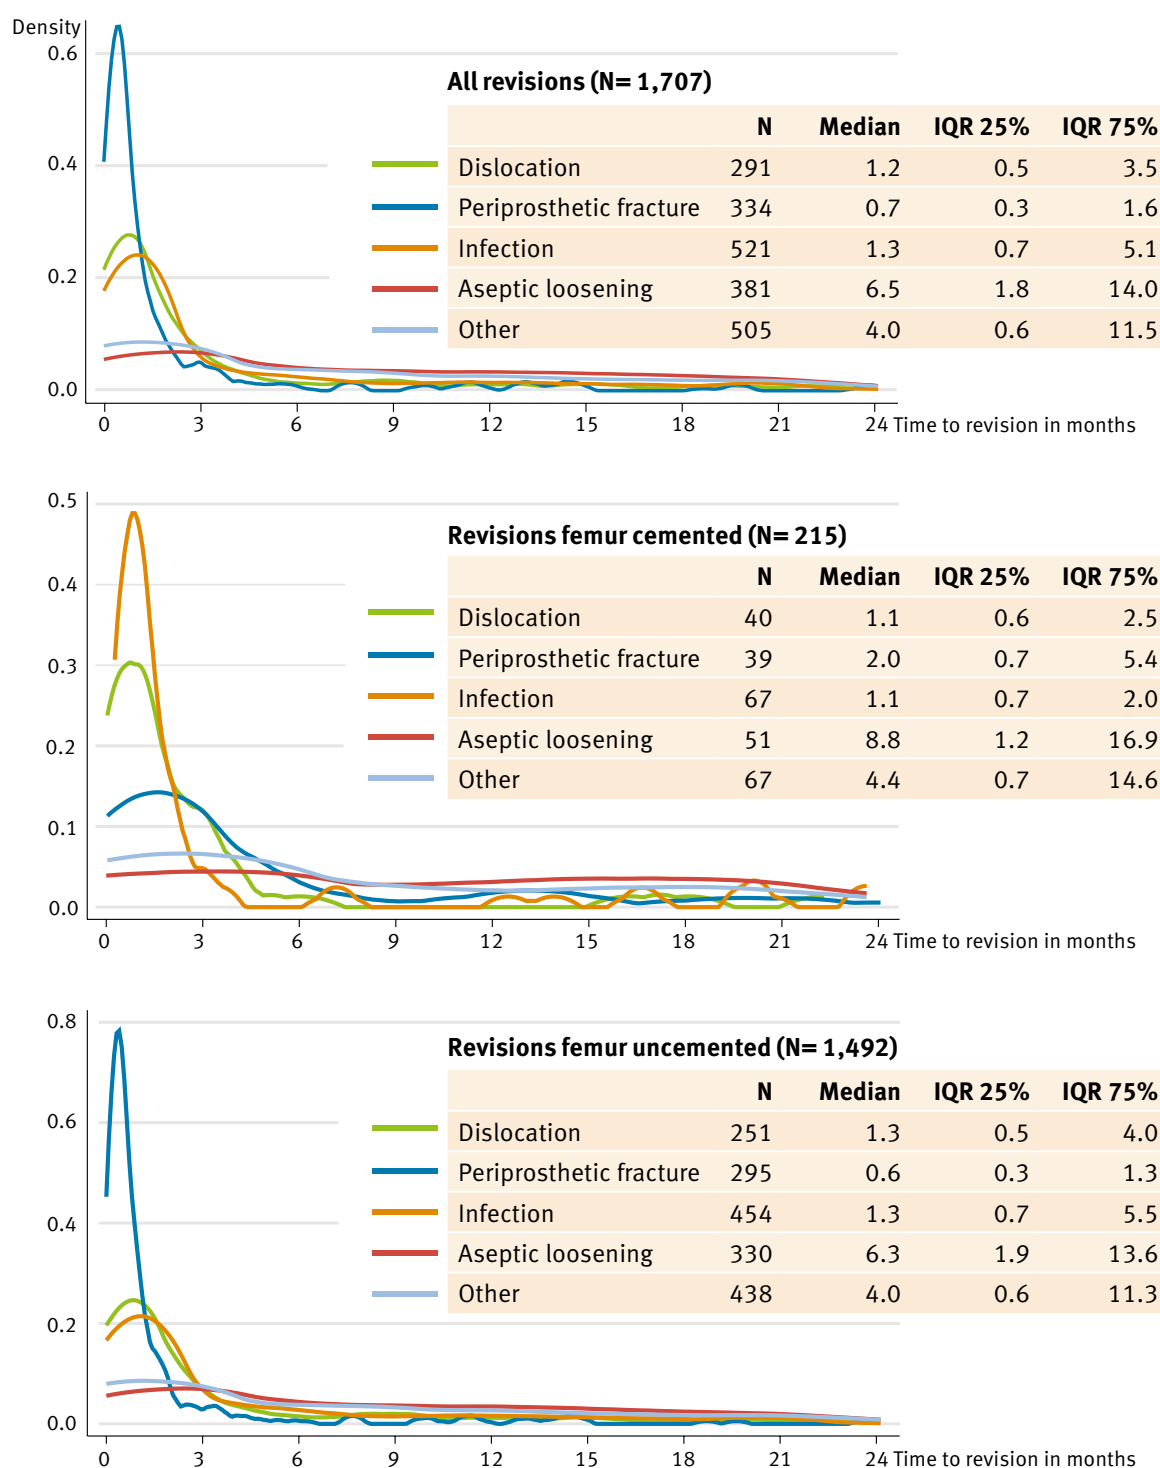 Density
0.6
0.4
0.2
0.0
All revisions (N= 1,707)
N Median IQR 25% IQR 75%
Dislocation 291 1.2 0.5 3.5
Periprosthetic fracture 334 0.7 0.3 1.6
Infection 521 1.3 0.7 5.1
Aseptic loosening 381 6.5 1.8 14.0
Other 505 4.0 0.6 11.5
0 3 6 9 12 15 18 21 24 Time to revision in months
0.5
0.4
0.3
0.2
0.1
0.0
Revisions femur cemented (N= 215)
N Median IQR 25% IQR 75%
Dislocation 40 1.1 0.6 2.5
Periprosthetic fracture 39 2.0 0.7 5.4
Infection 67 1.1 0.7 2.0
Aseptic loosening 51 8.8 1.2 16.9
Other 67 4.4 0.7 14.6
0 3 6 9 12 15 18 21 24 Time to revision in months
0.8
0.6
0.4
0.2
0.0
Revisions femur uncemented (N= 1,492)
N Median IQR 25% IQR 75%
Dislocation 251 1.3 0.5 4.0
Periprosthetic fracture 295 0.6 0.3 1.3
Infection 454 1.3 0.7 5.5
Aseptic loosening 330 6.3 1.9 13.6
Other 438 4.0 0.6 11.3
0 3 6 9 12 15 18 21 24 Time to revision in months